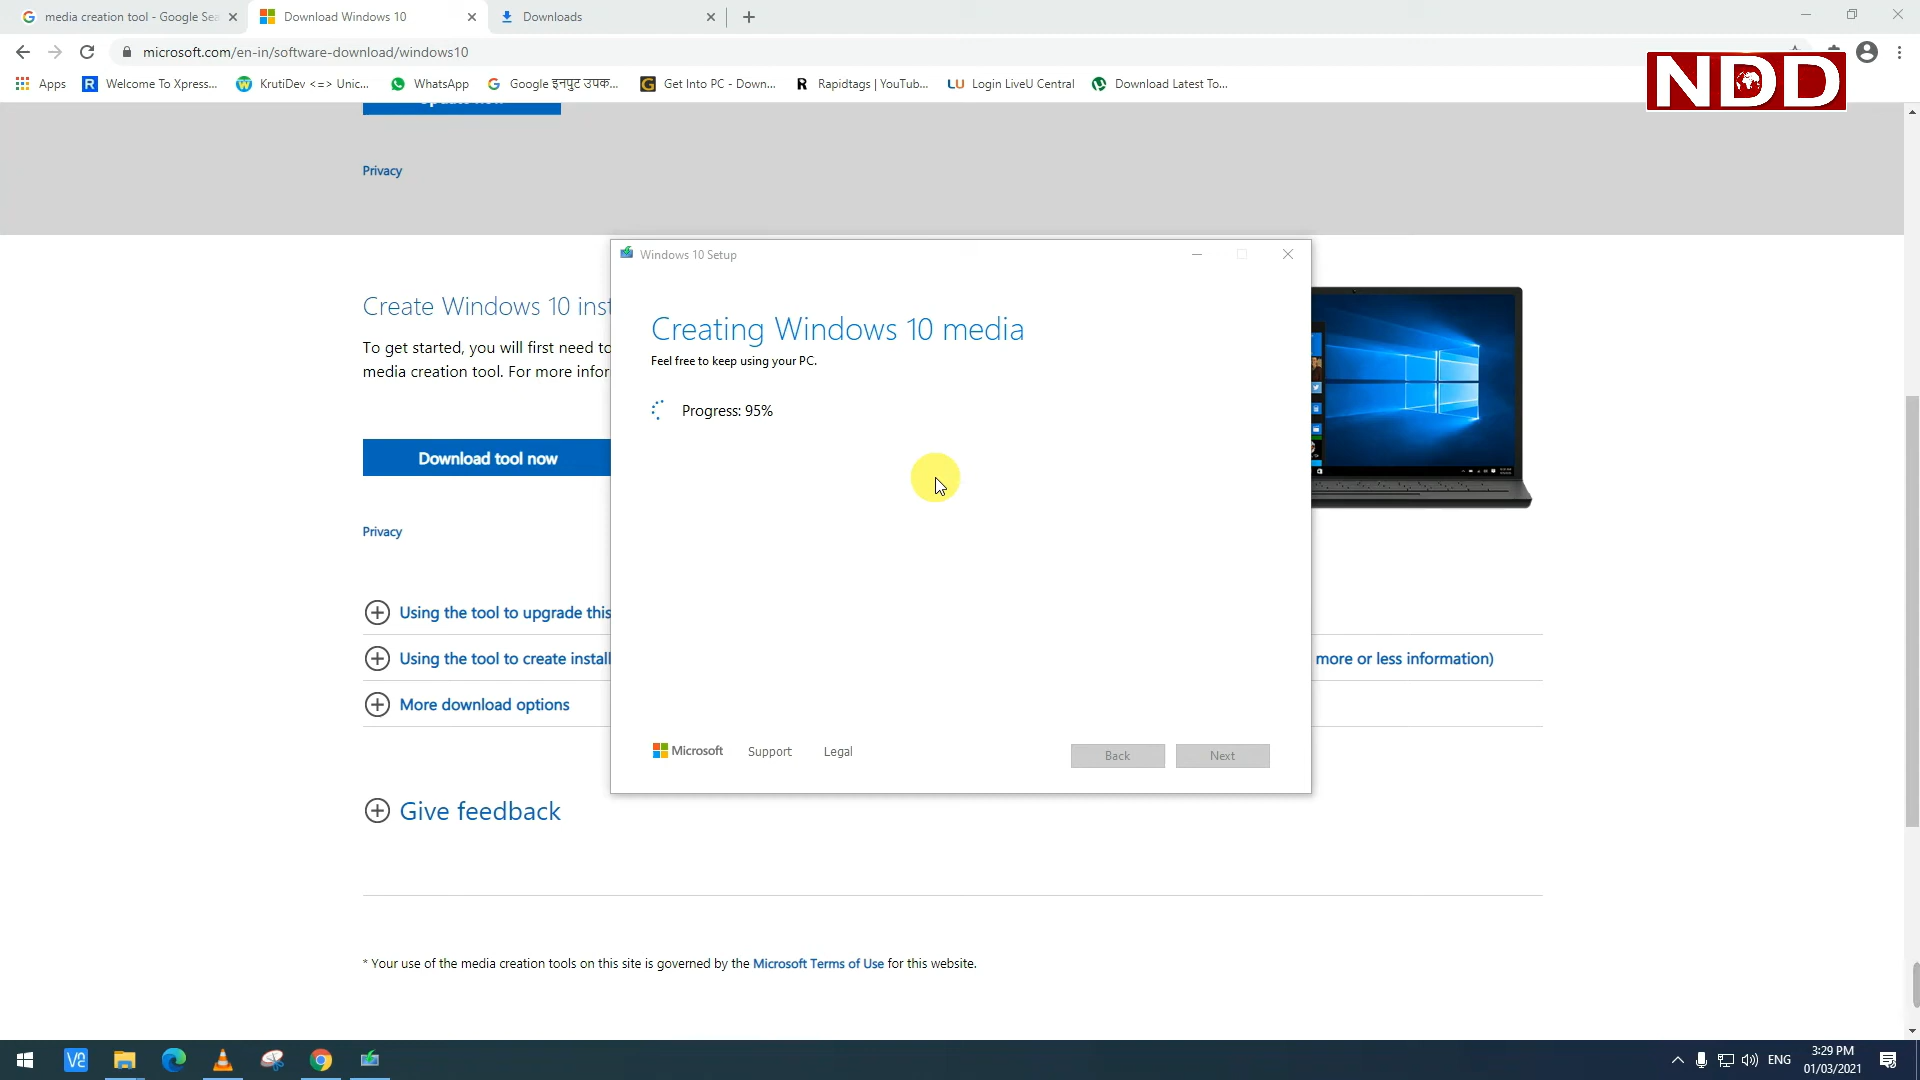 media creation tool - Google Sea
Download Windows 10
Downloads
microsoft.com/en-in/software-download/windows10
Apps
Welcome To Xpress...
KrutiDev <=> Unic...
WhatsApp
Google इनपुट उपक...
Get Into PC - Down...
Rapidtags | YouTub...
LU Login LiveU Central
Download Latest To...
NDD
Update now
Privacy
Windows 10 Setup
Create Windows 10 inst
Creating Windows 10 media
To get started, you will first need to
Feel free to keep using your PC.
media creation tool. For more infor
Progress: 95%
Download tool now
Privacy
Using the tool to upgrade this
Using the tool to create install
more or less information)
More download options
Microsoft
Support
Legal
Back
Next
Give feedback
* Your use of the media creation tools on this site is governed by the Microsoft Terms of Use for this website.
ENG
3:29 PM
01/03/2021